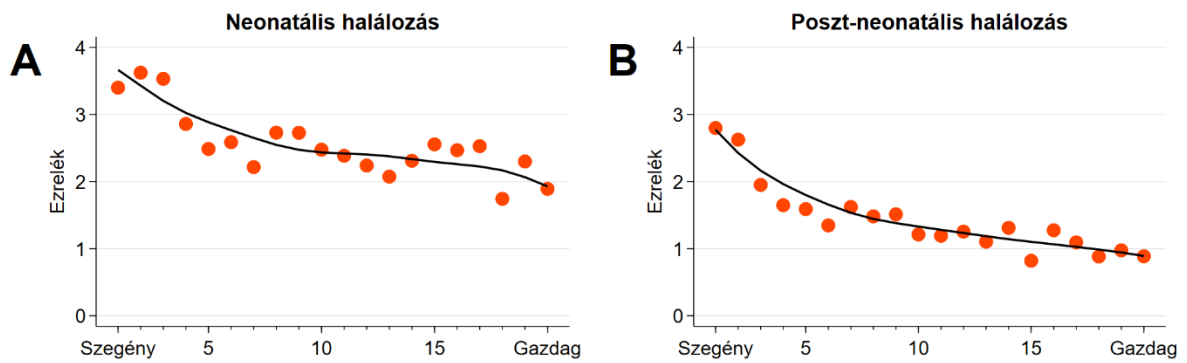 A
Neonatális halálozás
Ezrelék
4
3
2
1
0
Szegény 5 10 15 Gazdag
B
Poszt-neonatális halálozás
Ezrelék
4
3
2
1
0
Szegény 5 10 15 Gazdag